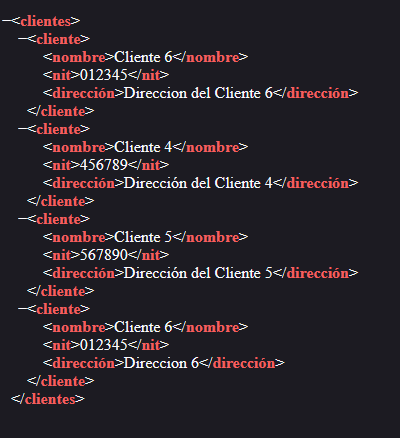 –<clientes>
–<cliente>
<nombre>Cliente 6</nombre>
<nit>012345</nit>
<dirección>Direccion del Cliente 6</dirección>
</cliente>
–<cliente>
<nombre>Cliente 4</nombre>
<nit>456789</nit>
<dirección>Dirección del Cliente 4</dirección>
</cliente>
–<cliente>
<nombre>Cliente 5</nombre>
<nit>567890</nit>
<dirección>Dirección del Cliente 5</dirección>
</cliente>
–<cliente>
<nombre>Cliente 6</nombre>
<nit>012345</nit>
<dirección>Direccion 6</dirección>
</cliente>
</clientes>